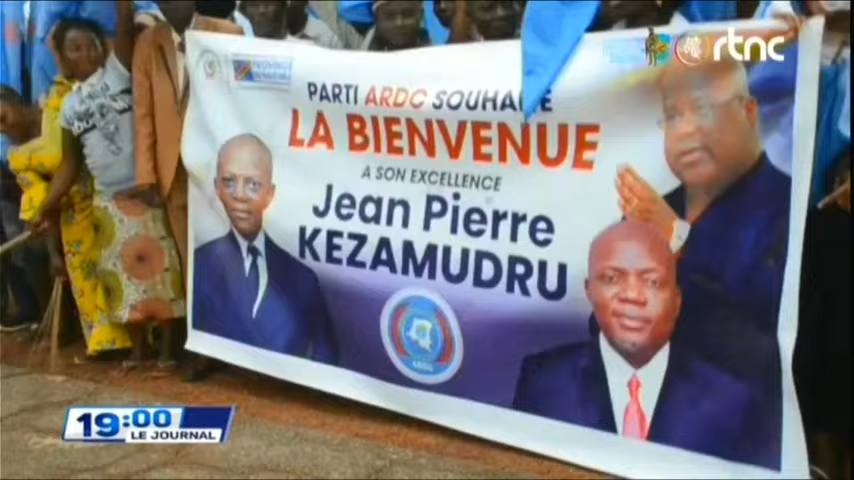 rtnc
PARTI ARDC SOUHAITE
LA BIENVENUE
A SON EXCELLENCE
Jean Pierre
KEZAMUDRU
19:00
LE JOURNAL